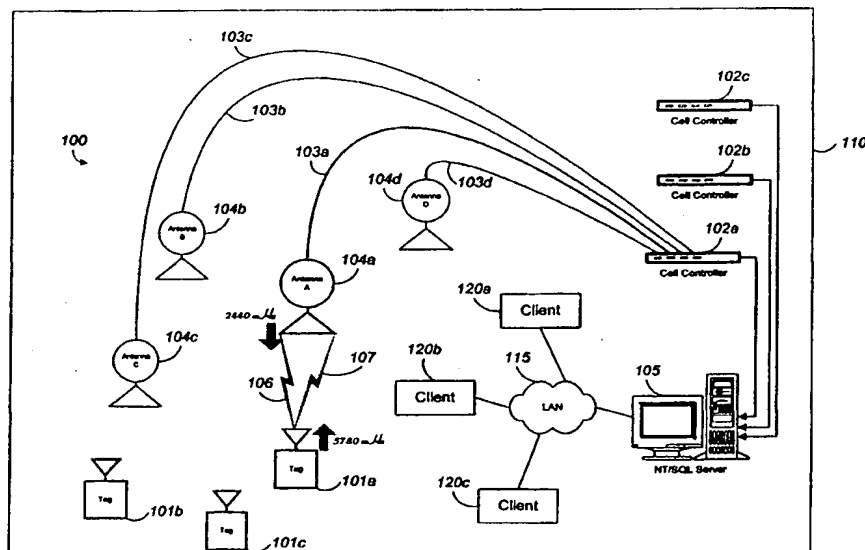 103c
103b
100
103a
104d
103d
Antenna
D
102c
Cell Controller
110
102b
Cell Controller
102a
Cell Controller
Antenna
B
104b
Antenna
A
104a
2440 m
Antenna
C
104c
106
107
5780 m
Tag
101a
Tag
101b
Tag
101c
120a
Client
120b
Client
115
LAN
120c
Client
105
NT/SQL Server